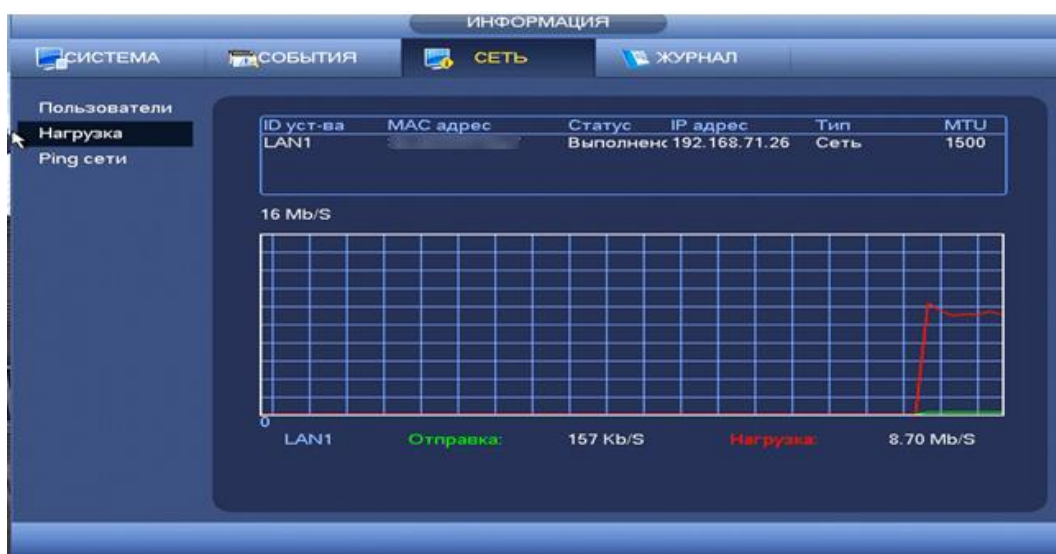 ИНФОРМАЦИЯ
СИСТЕМА СОБЫТИЯ СЕТЬ ЖУРНАЛ
Пользователи
Нагрузка
Ping сети
ID уст-ва MAC адрес Статус IP адрес Тип MTU
LAN1 Выполненс 192.168.71.26 Сеть 1500
16 Mb/S
0
LAN1 Отправка: 157 Kb/S Нагрузка: 8.70 Mb/S